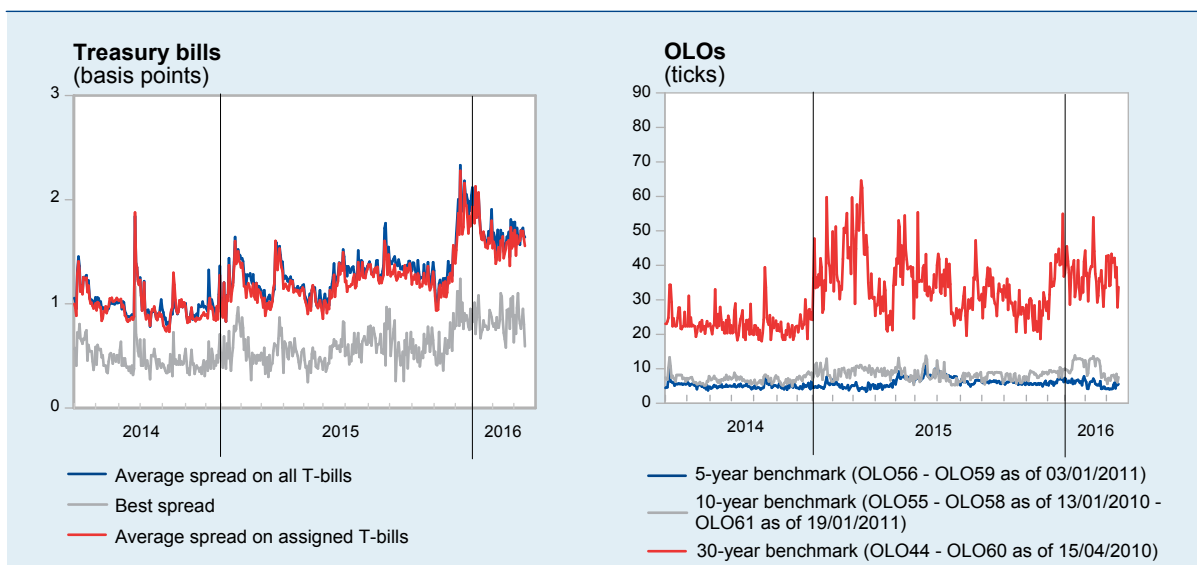 Treasury bills
(basis points)
3
2
1
0
2014
2015
2016
Average spread on all T-bills
Best spread
Average spread on assigned T-bills
OLOs
(ticks)
90
80
70
60
50
40
30
20
10
0
2014
2015
2016
5-year benchmark (OLO56 - OLO59 as of 03/01/2011)
10-year benchmark (OLO55 - OLO58 as of 13/01/2010 -
OLO61 as of 19/01/2011)
30-year benchmark (OLO44 - OLO60 as of 15/04/2010)